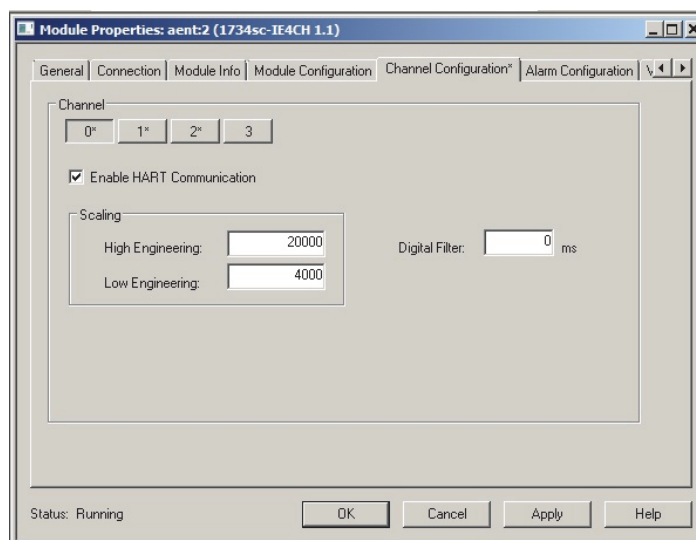 Module Properties: aent:2 (1734sc-IE4CH 1.1)
General Connection Module Info Module Configuration Channel Configuration* Alarm Configuration
Channel
0* 1* 2* 3
Enable HART Communication
Scaling
High Engineering: 20000 Digital Filter: 0 ms
Low Engineering: 4000
Status: Running OK Cancel Apply Help